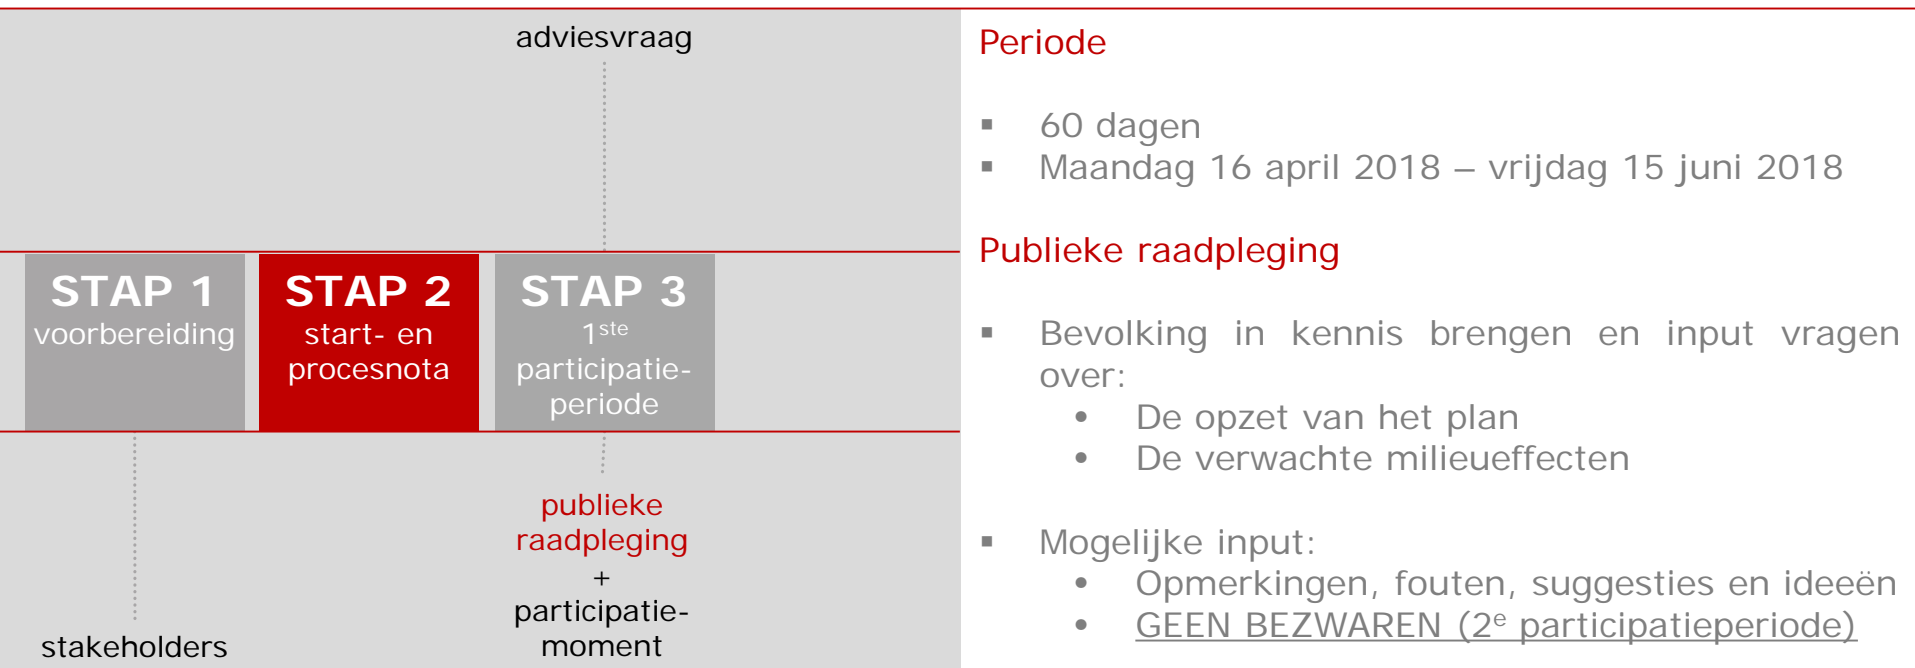 adviesvraag
STAP 1
voorbereiding
STAP 2
start- en
procesnota
STAP 3
1ste
participatie-
periode
stakeholders
publieke
raadpleging
+
participatie-
moment
Periode
▪ 60 dagen
▪ Maandag 16 april 2018 – vrijdag 15 juni 2018
Publieke raadpleging
▪ Bevolking in kennis brengen en input vragen
over:
• De opzet van het plan
• De verwachte milieueffecten
▪ Mogelijke input:
• Opmerkingen, fouten, suggesties en ideeën
• GEEN BEZWAREN (2e participatieperiode)